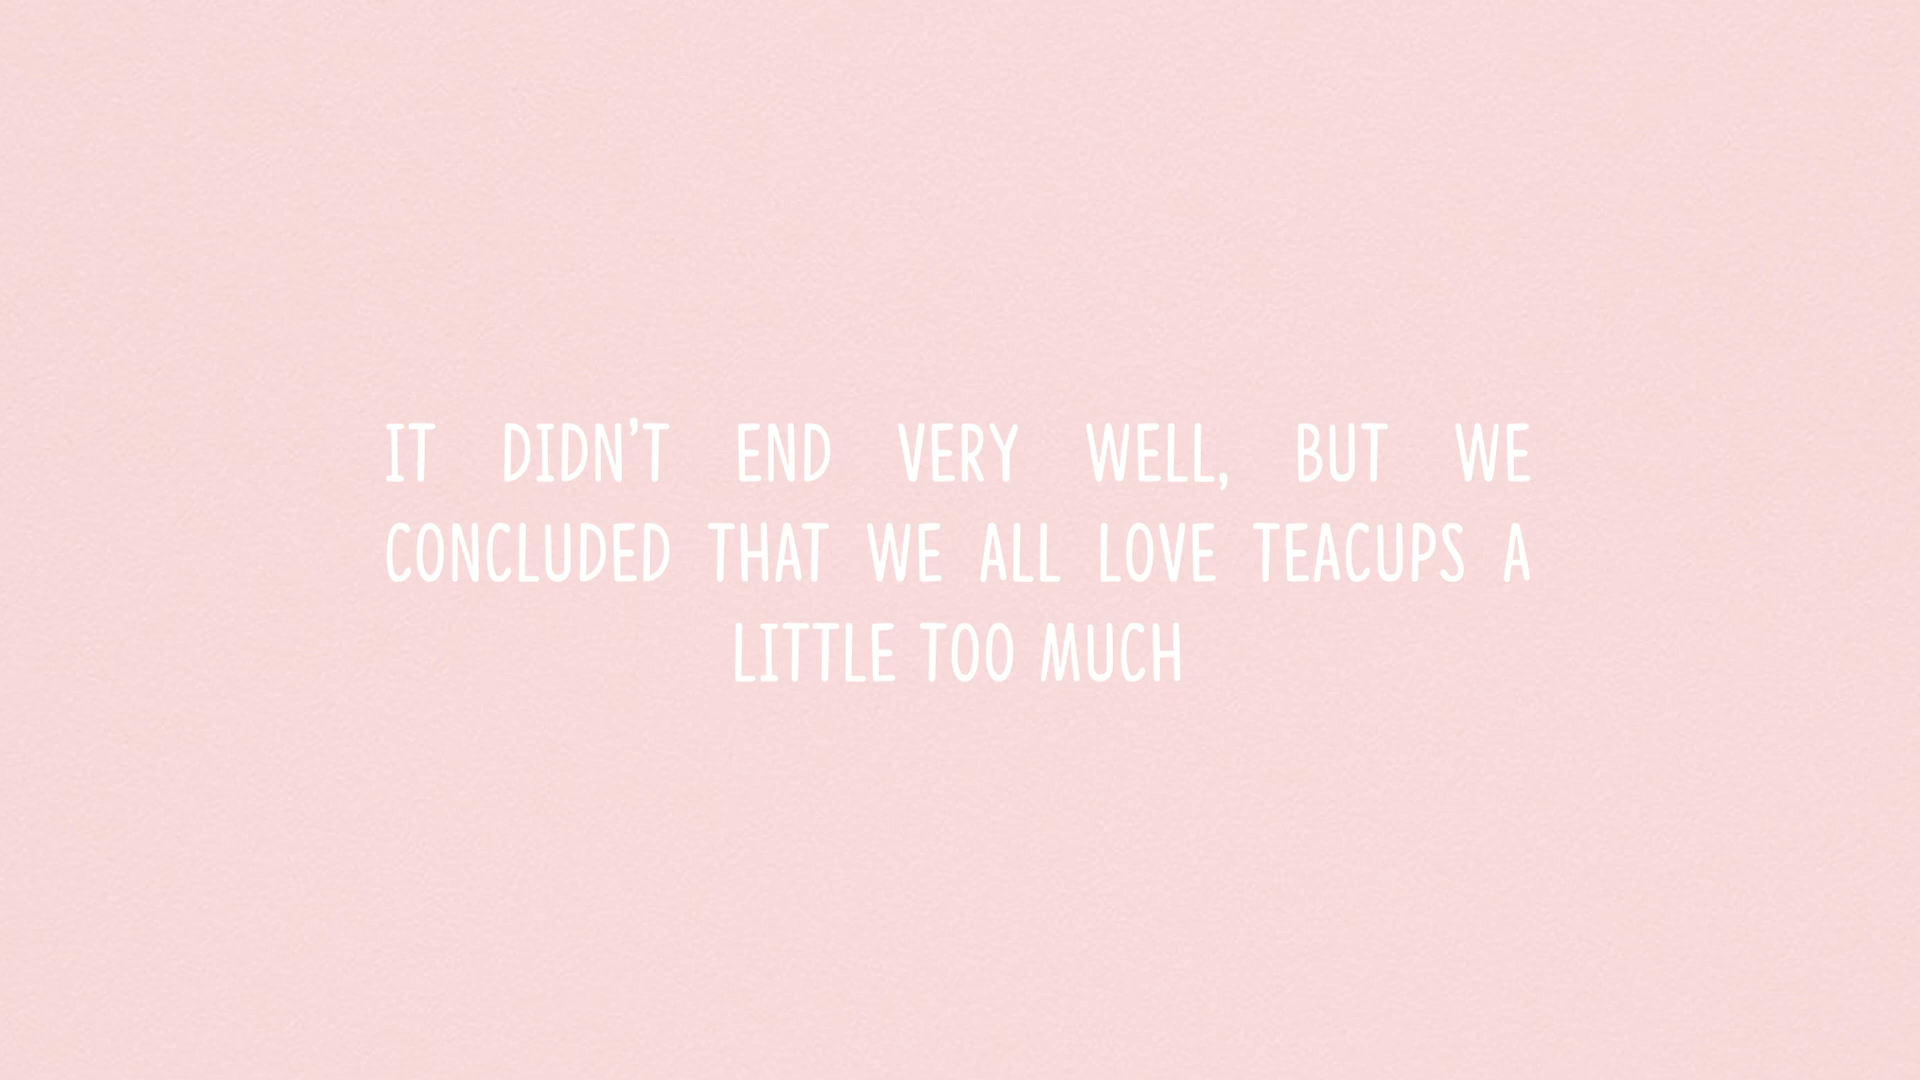 IT DIDN'T END VERY WELL, BUT WE
CONCLUDED THAT WE ALL LOVE TEACUPS A
LITTLE TOO MUCH